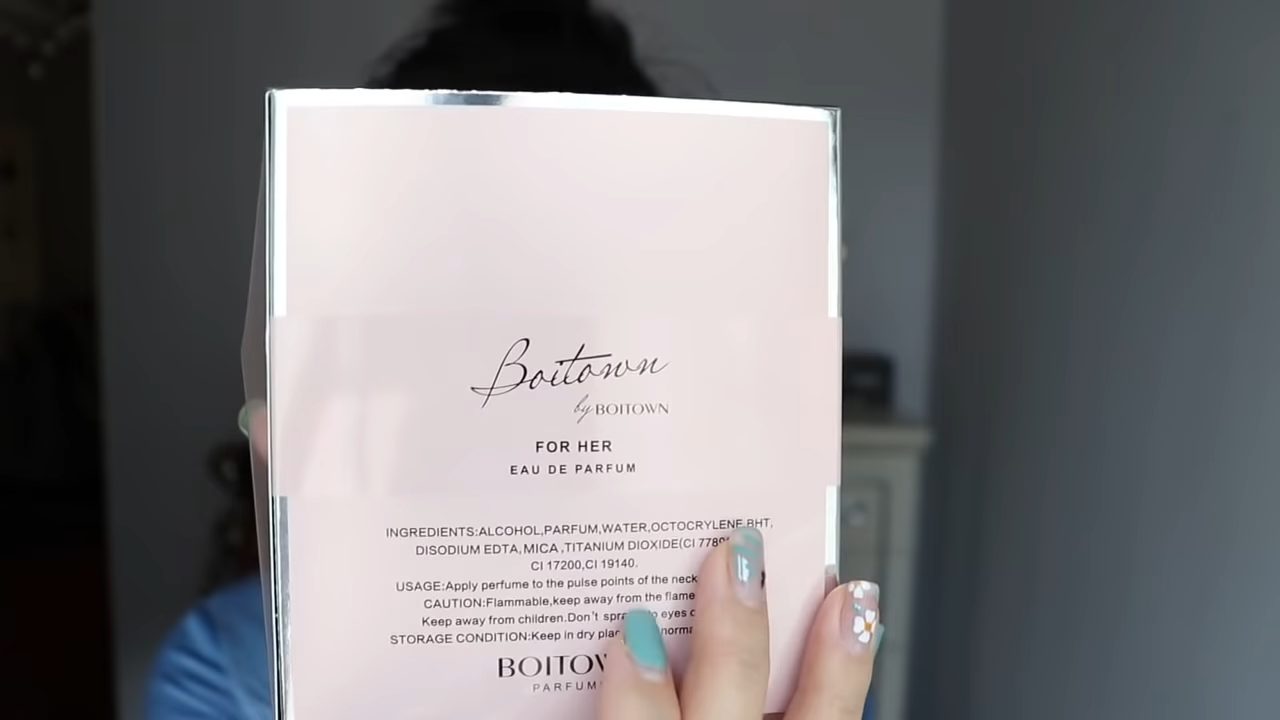 Boitown
by BOITOWN
FOR HER
EAU DE PARFUM
INGREDIENTS:ALCOHOL,PARFUM,WATER,OCTOCRYLENE,BHT,
DISODIUM EDTA,MICA,TITANIUM DIOXIDE(CI
CI 17200,CI 19140.
USAGE:Apply perfume to the pulse points of the neck
CAUTION:Flammable,keep away from the flame
Keep away from children.Don't eyes
STORAGE CONDITION:Keep in dry